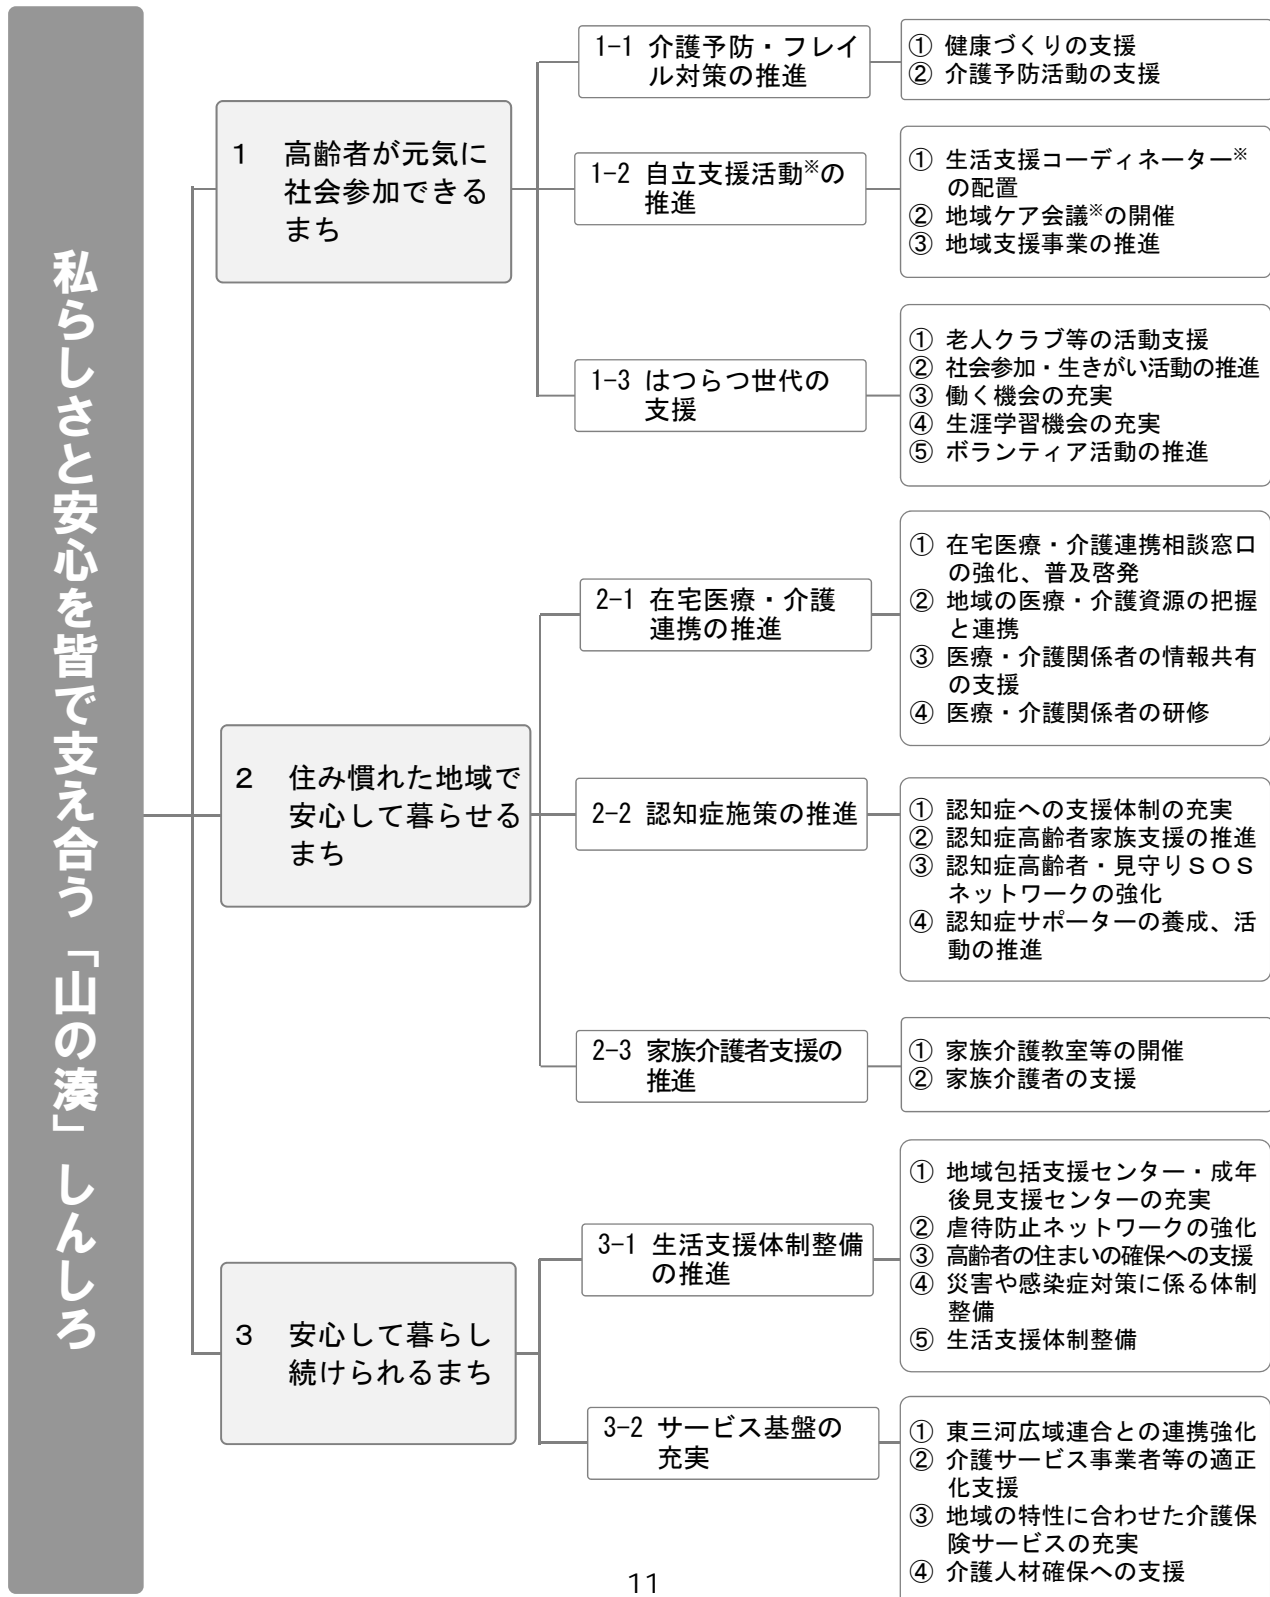 私らしさと安心を皆で支え合う「山の湊」しんしろ
1 高齢者が元気に
社会参加できる
まち
1-1 介護予防・フレイ
ル対策の推進
① 健康づくりの支援
② 介護予防活動の支援
1-2 自立支援活動※の
推進
① 生活支援コーディネーター※
の配置
② 地域ケア会議※の開催
③ 地域支援事業の推進
1-3 はつらつ世代の
支援
① 老人クラブ等の活動支援
② 社会参加・生きがい活動の推進
③ 働く機会の充実
④ 生涯学習機会の充実
⑤ ボランティア活動の推進
2 住み慣れた地域で
安心して暮らせる
まち
2-1 在宅医療・介護
連携の推進
① 在宅医療・介護連携相談窓口
の強化、普及啓発
② 地域の医療・介護資源の把握
と連携
③ 医療・介護関係者の情報共有
の支援
④ 医療・介護関係者の研修
2-2 認知症施策の推進
① 認知症への支援体制の充実
② 認知症高齢者家族支援の推進
③ 認知症高齢者・見守りSOS
ネットワークの強化
④ 認知症サポーターの養成、活
動の推進
2-3 家族介護者支援の
推進
① 家族介護教室等の開催
② 家族介護者の支援
3 安心して暮らし
続けられるまち
3-1 生活支援体制整備
の推進
① 地域包括支援センター・成年
後見支援センターの充実
② 虐待防止ネットワークの強化
③ 高齢者の住まいの確保への支援
④ 災害や感染症対策に係る体制
整備
⑤ 生活支援体制整備
3-2 サービス基盤の
充実
① 東三河広域連合との連携強化
② 介護サービス事業者等の適正
化支援
③ 地域の特性に合わせた介護保
険サービスの充実
④ 介護人材確保への支援
11